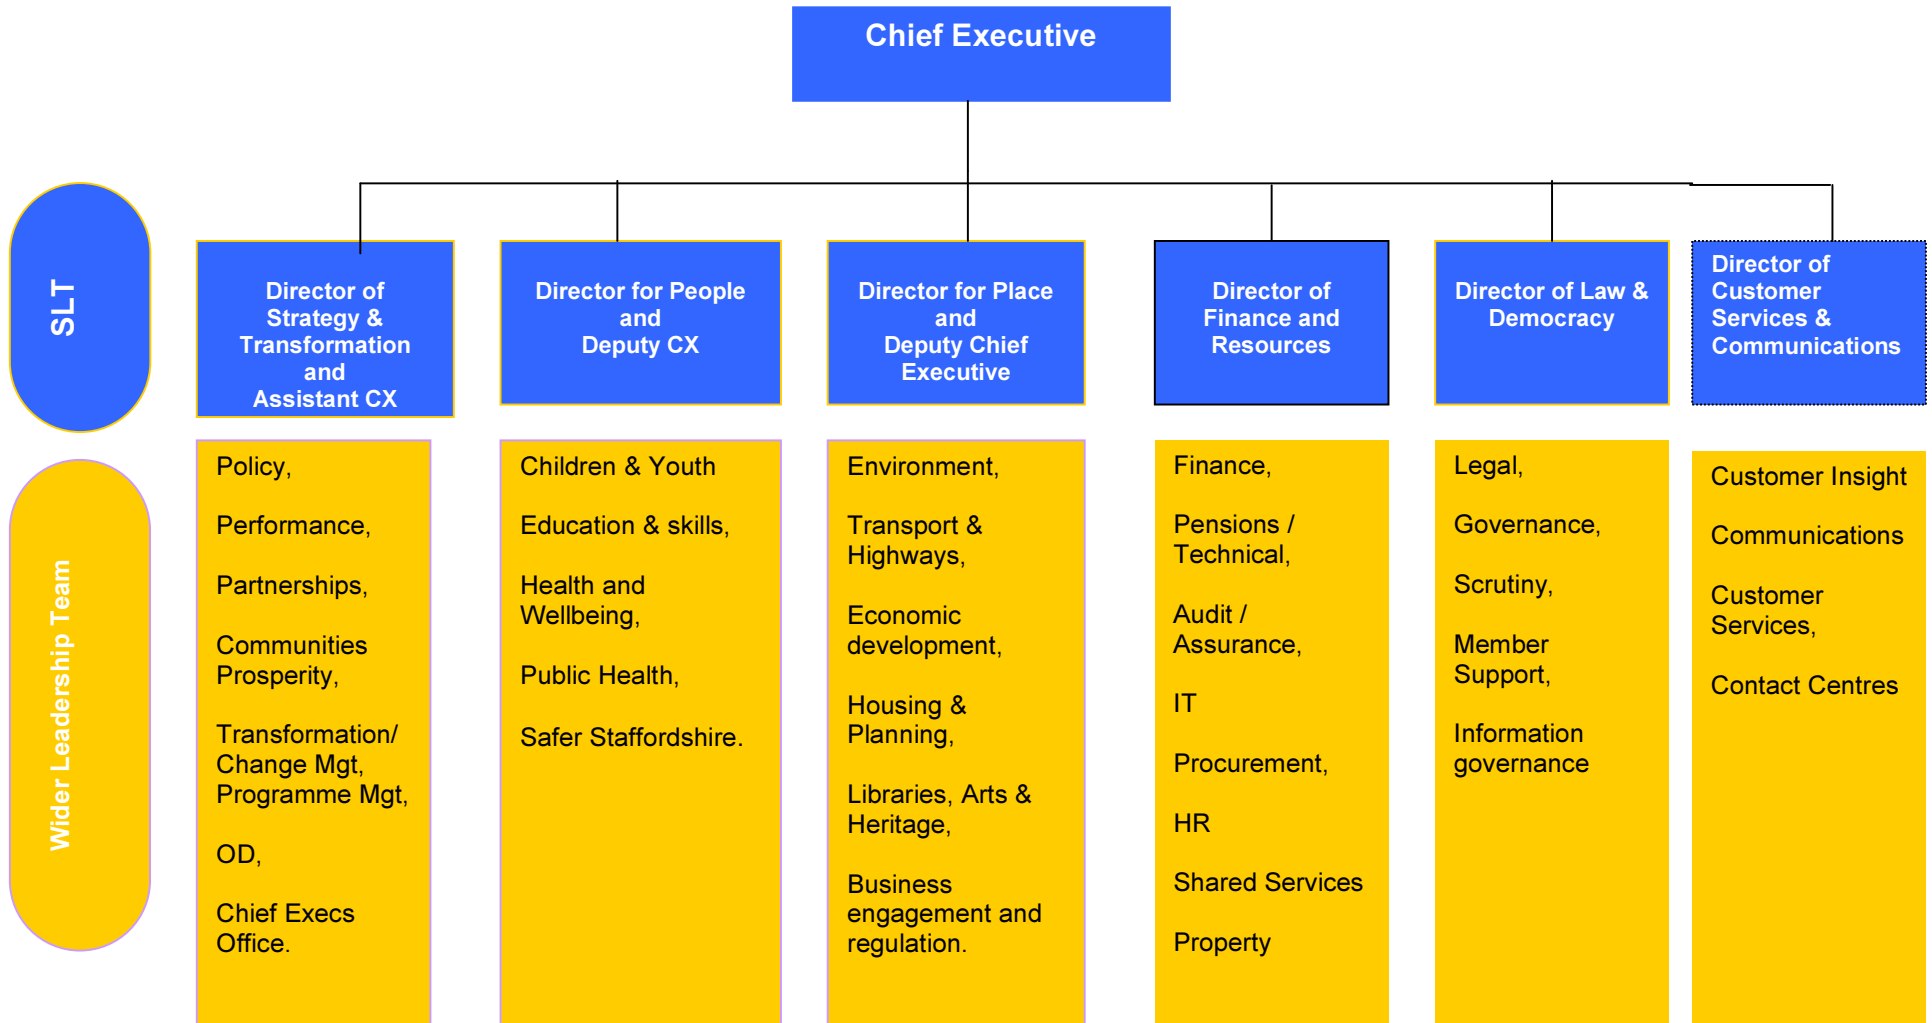 Chief Executive
SLT
Director of
Strategy &
Transformation
and
Assistant CX
Director for People
and
Deputy CX
Director for Place
and
Deputy Chief
Executive
Director of
Finance and
Resources
Director of Law &
Democracy
Director of
Customer
Services &
Communications
Wider Leadership Team
Policy,
Performance,
Partnerships,
Communities
Prosperity,
Transformation/
Change Mgt,
Programme Mgt,
OD,
Chief Execs
Office.
Children & Youth
Education & skills,
Health and
Wellbeing,
Public Health,
Safer Staffordshire.
Environment,
Transport &
Highways,
Economic
development,
Housing &
Planning,
Libraries, Arts &
Heritage,
Business
engagement and
regulation.
Finance,
Pensions /
Technical,
Audit /
Assurance,
IT
Procurement,
HR
Shared Services
Property
Legal,
Governance,
Scrutiny,
Member
Support,
Information
governance
Customer Insight
Communications
Customer
Services,
Contact Centres